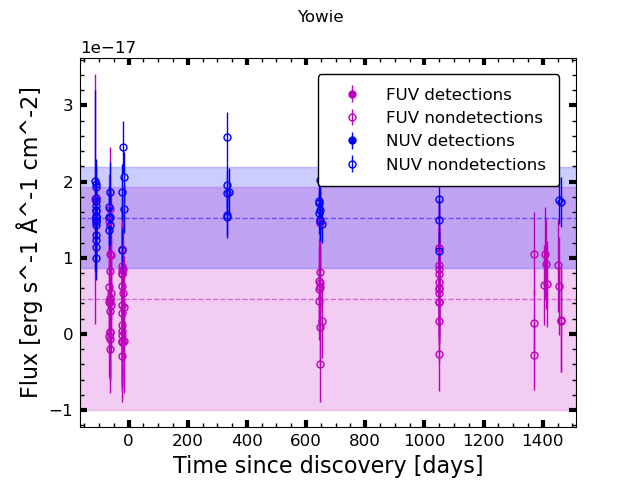 Yowie
1e−17
FUV detections
FUV nondetections
NUV detections
NUV nondetections
3
2
1
0
−1
Flux [erg s^-1 Å^-1 cm^-2]
0 200 400 600 800 1000 1200 1400
Time since discovery [days]